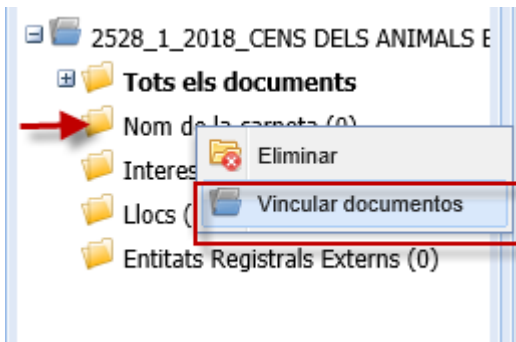 2528_1_2018_CENS DELS ANIMALS E
Tots els documents
Nom de la carpeta (0)
Eliminar
Interes
Vincular documentos
Llocs (
Entitats Registrals Externs (0)